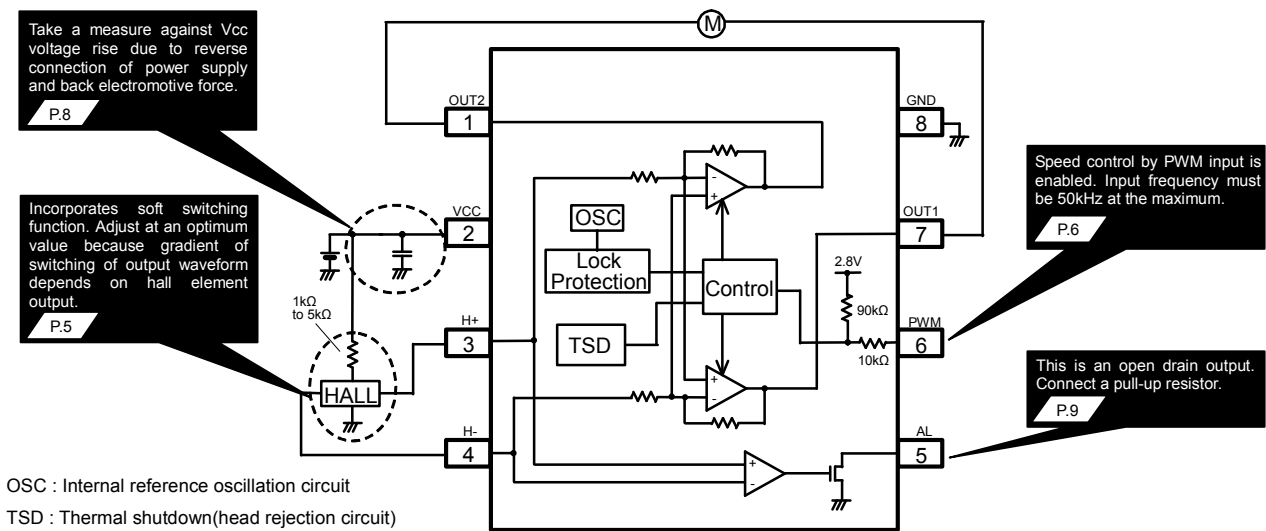 Take a measure against Vcc
voltage rise due to reverse
connection of power supply
and back electromotive force.
P.8
Incorporates soft switching
function. Adjust at an optimum
value because gradient of
switching of output waveform
depends on hall element
output.
P.5
M
OUT2
1
VCC
2
1kΩ
to 5kΩ
H+
3
HALL
H-
4
OSC
Lock
Protection
TSD
Control
-
+
+
-
+
-
2.8V
90kΩ
10kΩ
GND
8
OUT1
7
PWM
6
AL
5
Speed control by PWM input is
enabled. Input frequency must
be 50kHz at the maximum.
P.6
This is an open drain output.
Connect a pull-up resistor.
P.9
OSC : Internal reference oscillation circuit
TSD : Thermal shutdown(head rejection circuit)